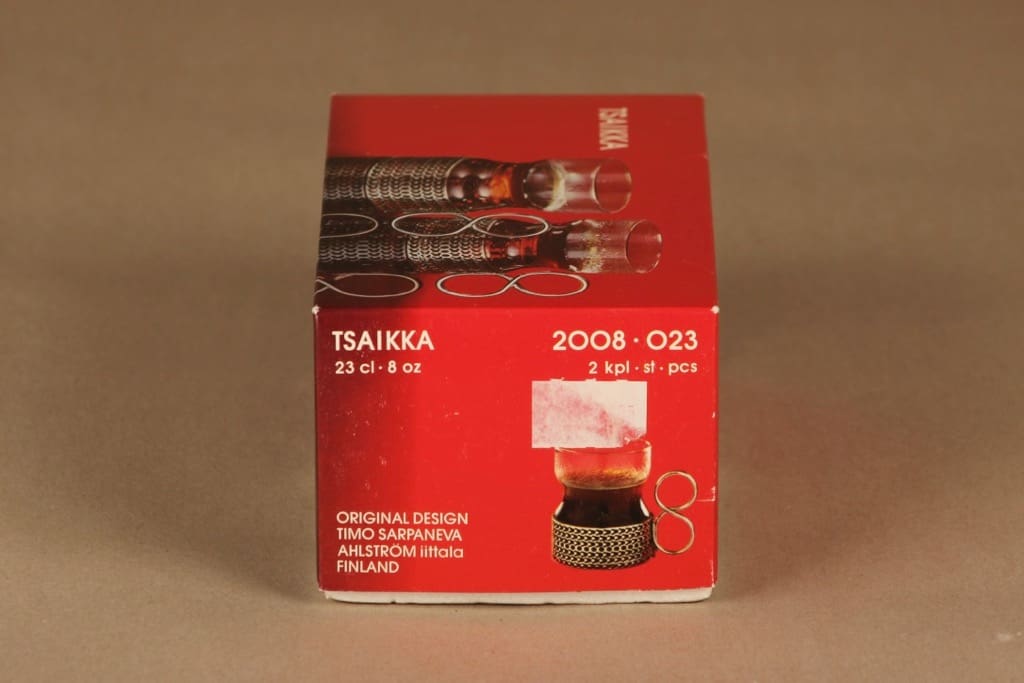 TSAIKKA
TSAIKKA
23 cl · 8 oz
2008 · 023
2 kpl · st · pcs
ORIGINAL DESIGN
TIMO SARPANEVA
AHLSTRÖM iittala
FINLAND